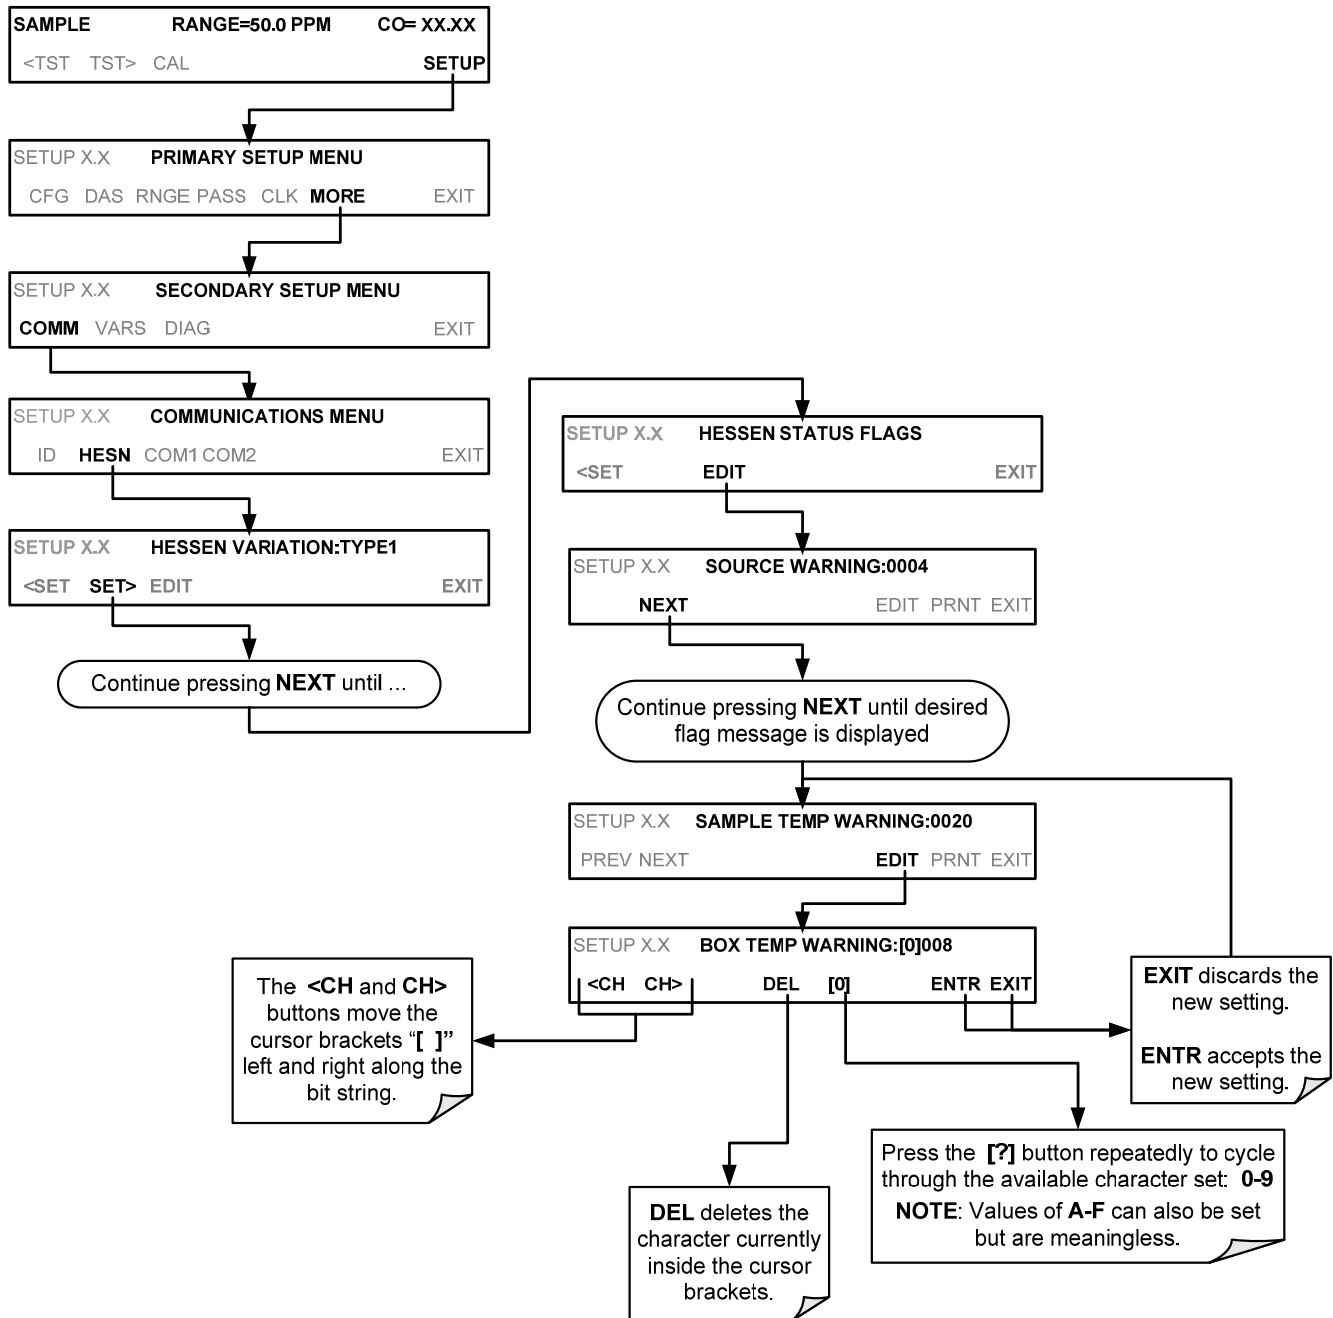 SAMPLE RANGE=50.0 PPM CO= XX.XX
<TST TST> CAL SETUP
SETUP X.X PRIMARY SETUP MENU
CFG DAS RNGE PASS CLK MORE EXIT
SETUP X.X SECONDARY SETUP MENU
COMM VARS DIAG EXIT
SETUP X.X COMMUNICATIONS MENU
ID HESN COM1 COM2 EXIT
SETUP X.X HESSEN VARIATION:TYPE1
<SET SET> EDIT EXIT
Continue pressing NEXT until ...
SETUP X.X HESSEN STATUS FLAGS
<SET EDIT EXIT
SETUP X.X SOURCE WARNING:0004
NEXT EDIT PRNT EXIT
Continue pressing NEXT until desired
flag message is displayed
SETUP X.X SAMPLE TEMP WARNING:0020
PREV NEXT EDIT PRNT EXIT
SETUP X.X BOX TEMP WARNING:[0]008
<CH CH> DEL [0] ENTR EXIT
The <CH and CH>
buttons move the
cursor brackets “[ ]”
left and right along the
bit string.
EXIT discards the
new setting.
ENTR accepts the
new setting.
Press the [?] button repeatedly to cycle
through the available character set: 0-9
NOTE: Values of A-F can also be set
but are meaningless.
DEL deletes the
character currently
inside the cursor
brackets.